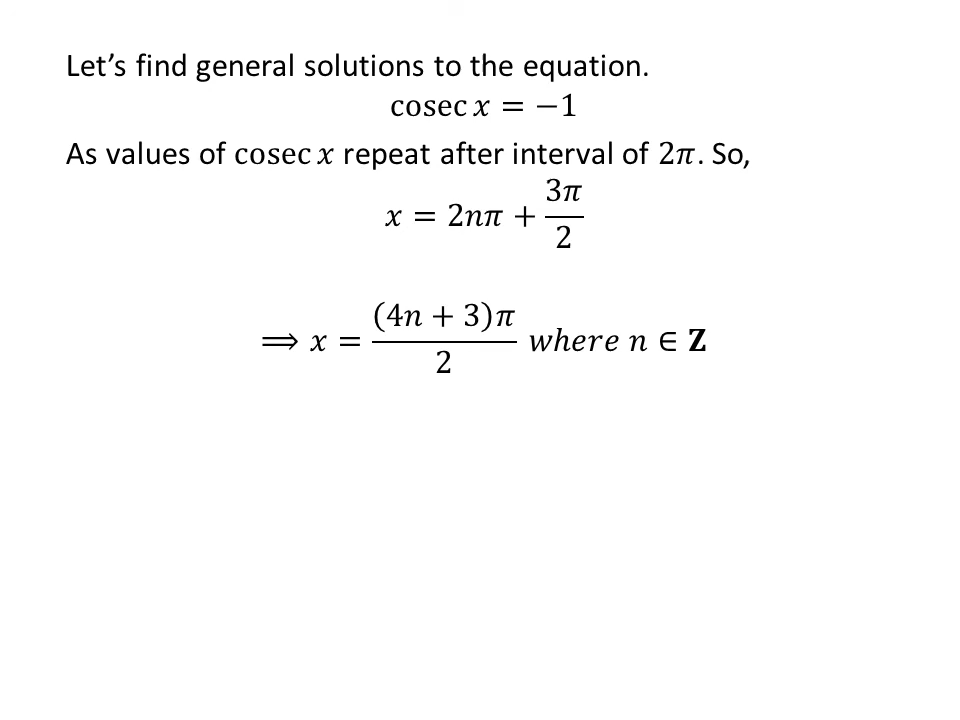 Let’s find general solutions to the equation.
cosec 𝑥 = −1
As values of cosec 𝑥 repeat after interval of 2𝜋. So,
𝑥 = 2𝑛𝜋 + 3𝜋/2
⟹ 𝑥 = (4𝑛 + 3)𝜋/2 𝑤ℎ𝑒𝑟𝑒 𝑛 ∈ 𝐙